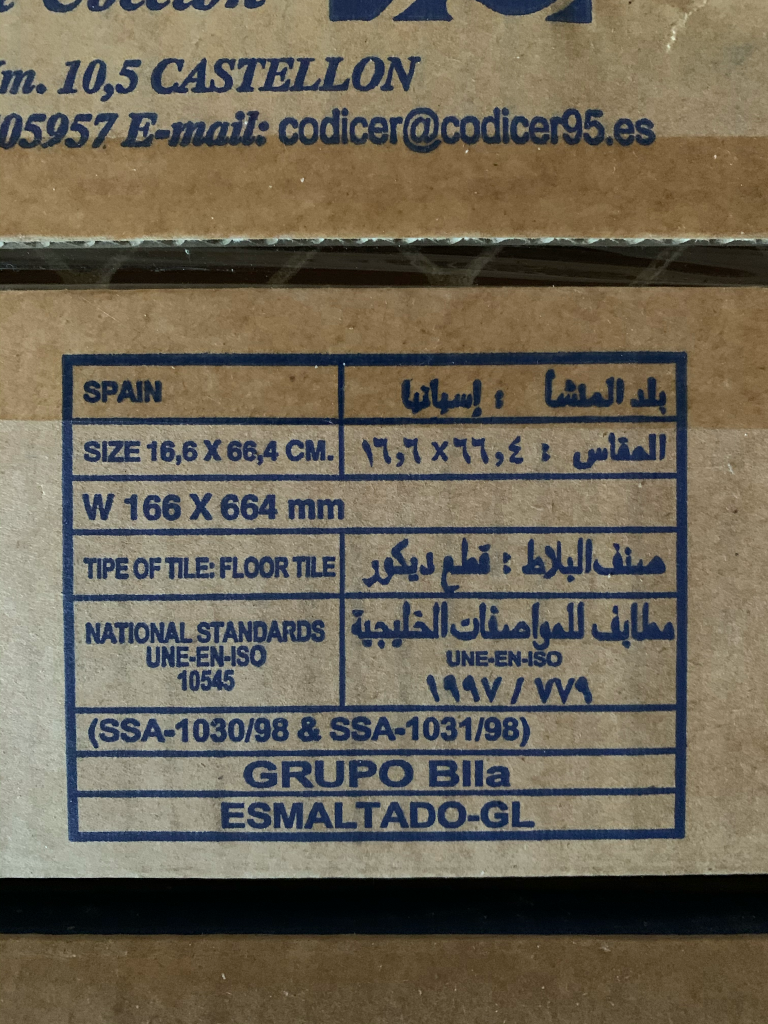 m. 10,5 CASTELLON
05957 E-mail: codicer@codicer95.es
SPAIN
بلد المنشأ : إسبانيا
SIZE 16,6 X 66,4 CM.
المقاس : ٦٦,٤ × ١٦,٦
W 166 X 664 mm
TIPE OF TILE: FLOOR TILE
صنف البلاط : قطع ديكور
NATIONAL STANDARDS
UNE-EN-ISO
10545
مطابف للمواصفات الخليجية
UNE-EN-ISO
١٩٩٧ / ٧٧٩
(SSA-1030/98 & SSA-1031/98)
GRUPO BIIa
ESMALTADO-GL